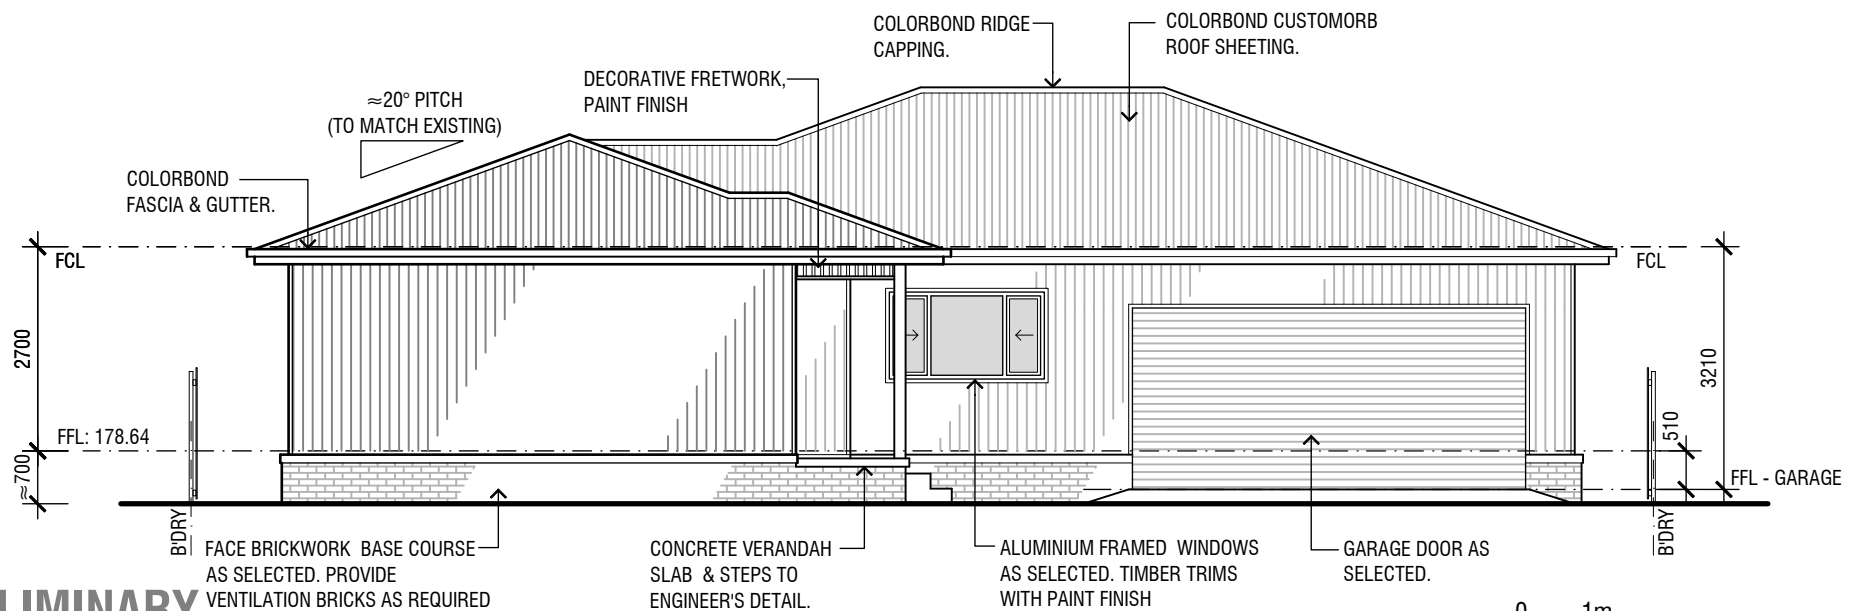 COLORBOND RIDGE
CAPPING.
COLORBOND CUSTOMORB
ROOF SHEETING.
DECORATIVE FRETWORK,
PAINT FINISH
≈20° PITCH
(TO MATCH EXISTING)
COLORBOND
FASCIA & GUTTER.
FCL
FCL
2700
3210
510
FFL: 178.64
≈700
FFL - GARAGE
B'DRY
B'DRY
FACE BRICKWORK BASE COURSE
AS SELECTED. PROVIDE
VENTILATION BRICKS AS REQUIRED
CONCRETE VERANDAH
SLAB & STEPS TO
ENGINEER'S DETAIL.
ALUMINIUM FRAMED WINDOWS
AS SELECTED. TIMBER TRIMS
WITH PAINT FINISH
GARAGE DOOR AS
SELECTED.
LIMINARY
0 1m